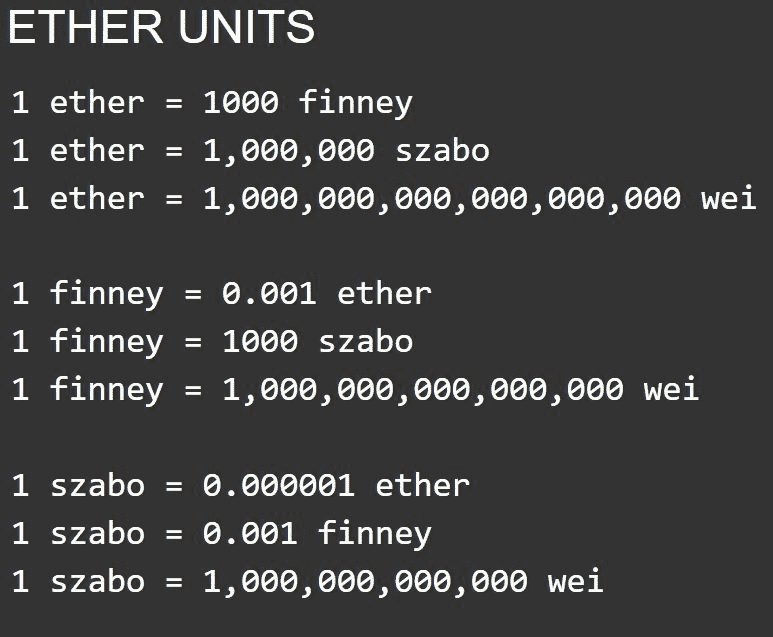 ETHER UNITS
1 ether = 1000 finney
1 ether = 1,000,000 szabo
1 ether = 1,000,000,000,000,000,000 wei
1 finney = 0.001 ether
1 finney = 1000 szabo
1 finney = 1,000,000,000,000,000 wei
1 szabo = 0.000001 ether
1 szabo = 0.001 finney
1 szabo = 1,000,000,000,000 wei